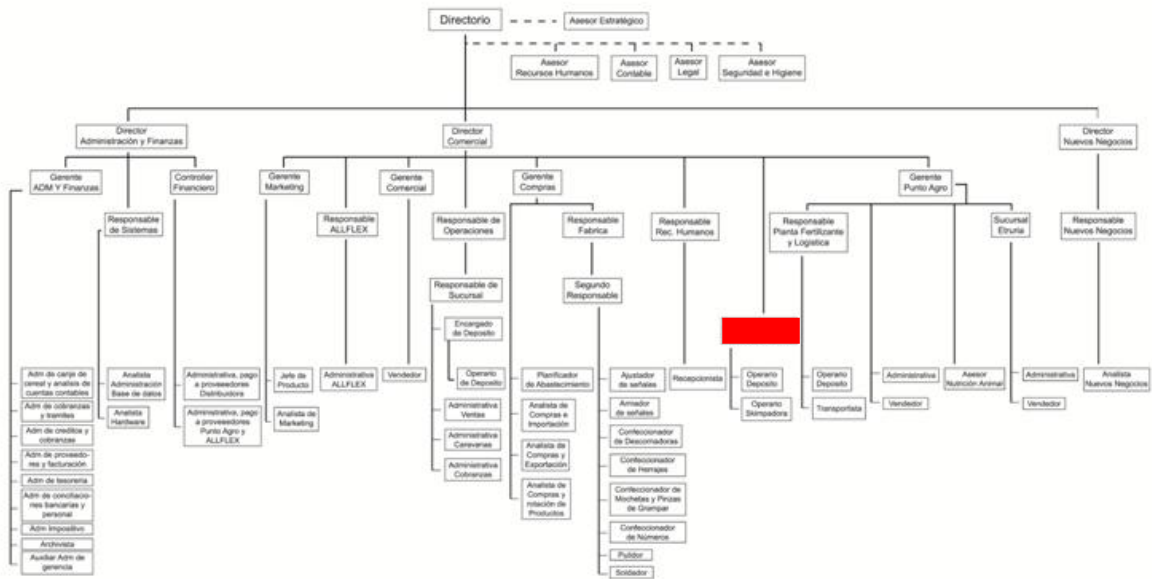 Directorio
Asesor Estratégico
Asesor
Recursos Humanos
Asesor
Contable
Asesor
Legal
Asesor
Seguridad e Higiene
Director
Administración y Finanzas
Director
Comercial
Director
Nuevos Negocios
Gerente
ADM Y Finanzas
Controller
Financiero
Gerente
Marketing
Gerente
Comercial
Gerente
Compras
Gerente
Punto Agro
Responsable
de Sistemas
Responsable
ALLFLEX
Responsable de
Operaciones
Responsable
Fabrica
Responsable
Rec. Humanos
Responsable
Planta Fertilizante
y Logistica
Sucursal
Etruria
Responsable
Nuevos Negocios
Responsable de
Sucursal
Segundo
Responsable
Encargado
de Deposito
Operario
de Deposito
Adm de canje de
cereal y analisis de
cuentas contables
Adm de cobranzas
y tramites
Adm de creditos y
cobranzas
Adm de proveedo-
res y facturación
Adm de tesoreria
Adm de conciliacio-
nes bancarias y
personal
Adm Impositivo
Archivista
Auxiliar Adm de
gerencia
Analista
Administración
Base de datos
Analista
Hardware
Administrativa, pago
a proveeedores
Distribuidora
Administrativa, pago
a proveedores
Punto Agro y
ALLFLEX
Jefe de
Producto
Analista de
Marketing
Administrativa
ALLFLEX
Vendedor
Administrativa
Ventas
Administrativa
Caravanas
Administrativa
Cobranzas
Planificador
de Abastecimiento
Analista de
Compras e
Importación
Analista de
Compras y
Exportación
Analista de
Compras y
rotación de
Productos
Ajustador
de señales
Armador
de señales
Confeccionador
de Descornadoras
Confeccionador
de Herrajes
Confeccionador de
Mochetas y Pinzas
de Grampar
Confeccionador
de Números
Pulidor
Soldador
Recepcionista
Operario
Deposito
Operario
Skimpadora
Operario
Deposito
Transportista
Administrativa
Vendedor
Asesor
Nutrición Animal
Administrativa
Vendedor
Analista
Nuevos Negocios